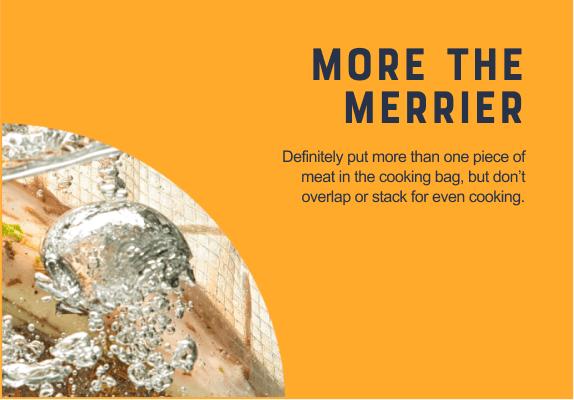 MORE THE
MERRIER
Definitely put more than one piece of
meat in the cooking bag, but don’t
overlap or stack for even cooking.